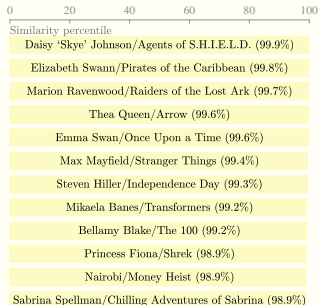 0 20 40 60 80 100
Similarity percentile
Daisy ‘Skye’ Johnson/Agents of S.H.I.E.L.D. (99.9%)
Elizabeth Swann/Pirates of the Caribbean (99.8%)
Marion Ravenwood/Raiders of the Lost Ark (99.7%)
Thea Queen/Arrow (99.6%)
Emma Swan/Once Upon a Time (99.6%)
Max Mayfield/Stranger Things (99.4%)
Steven Hiller/Independence Day (99.3%)
Mikaela Banes/Transformers (99.2%)
Bellamy Blake/The 100 (99.2%)
Princess Fiona/Shrek (98.9%)
Nairobi/Money Heist (98.9%)
Sabrina Spellman/Chilling Adventures of Sabrina (98.9%)